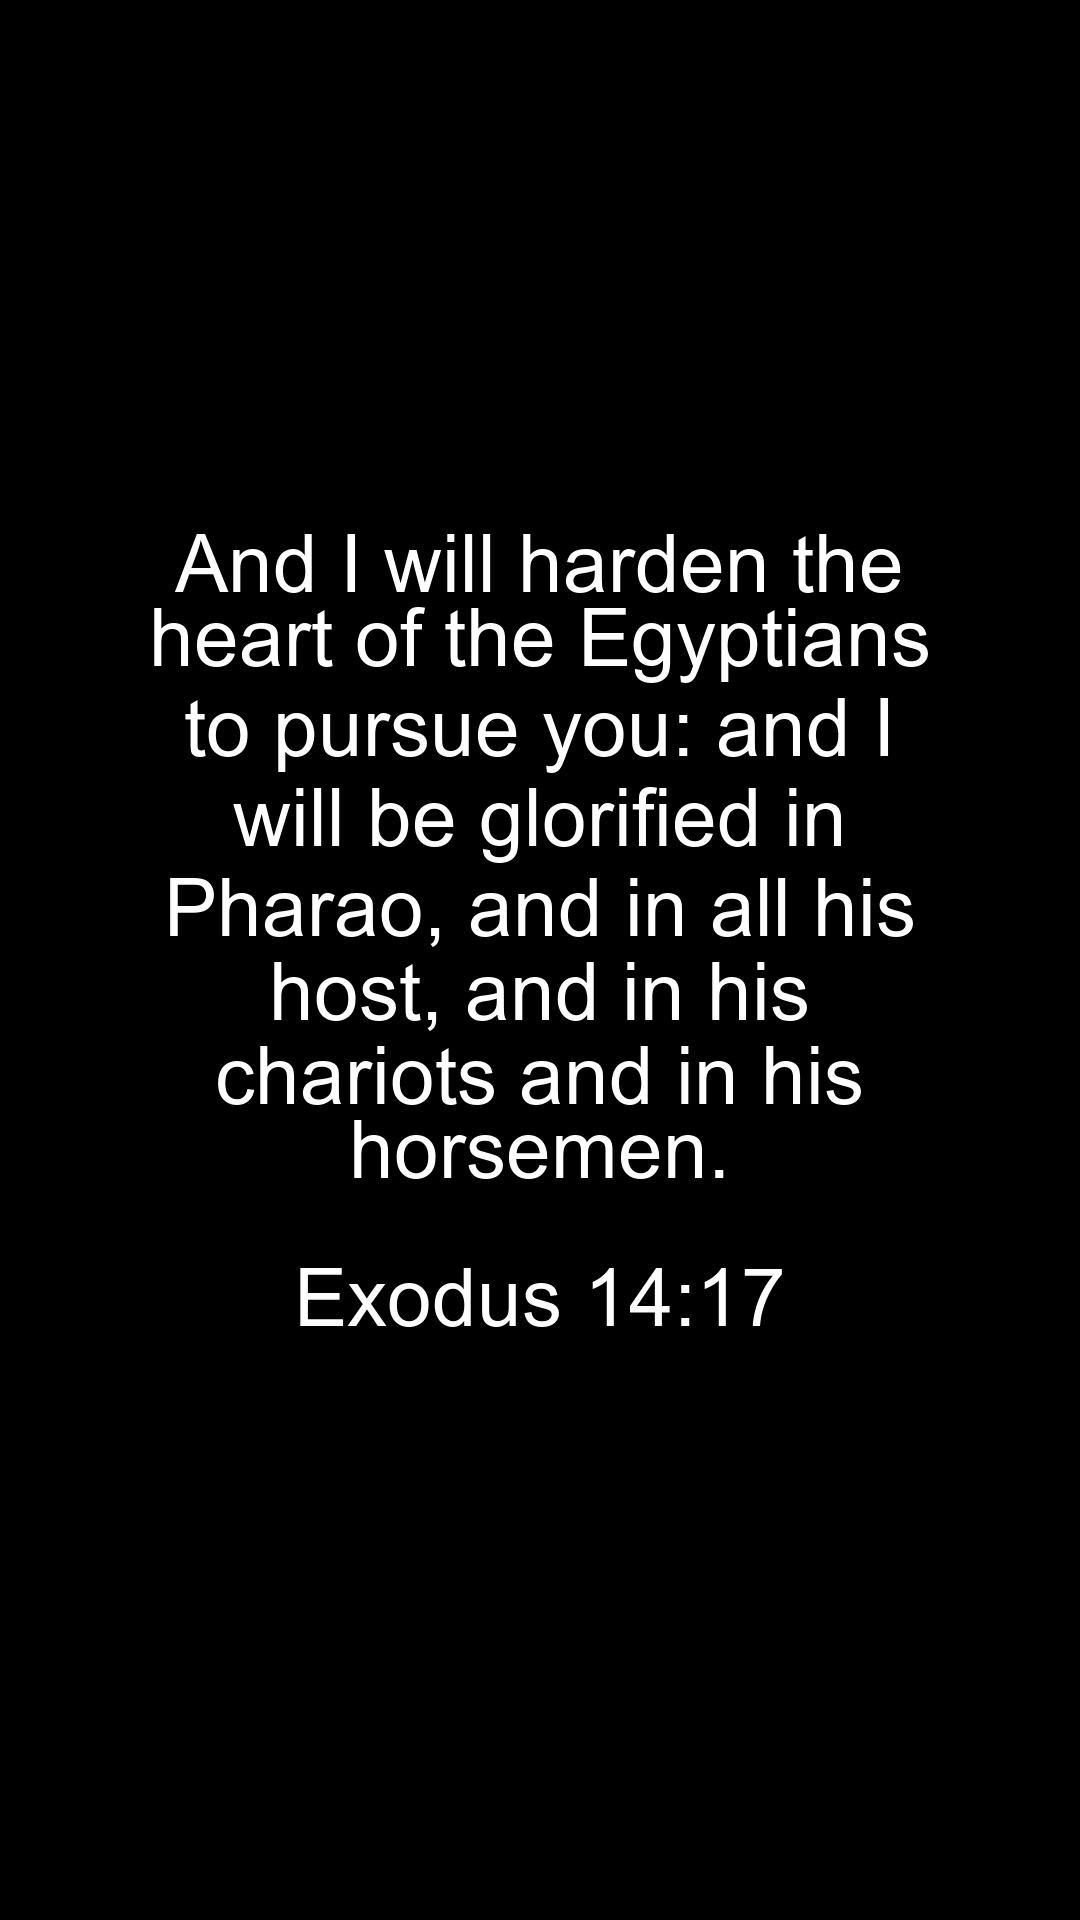 And I will harden the
heart of the Egyptians
to pursue you: and I
will be glorified in
Pharao, and in all his
host, and in his
chariots and in his
horsemen.
Exodus 14:17